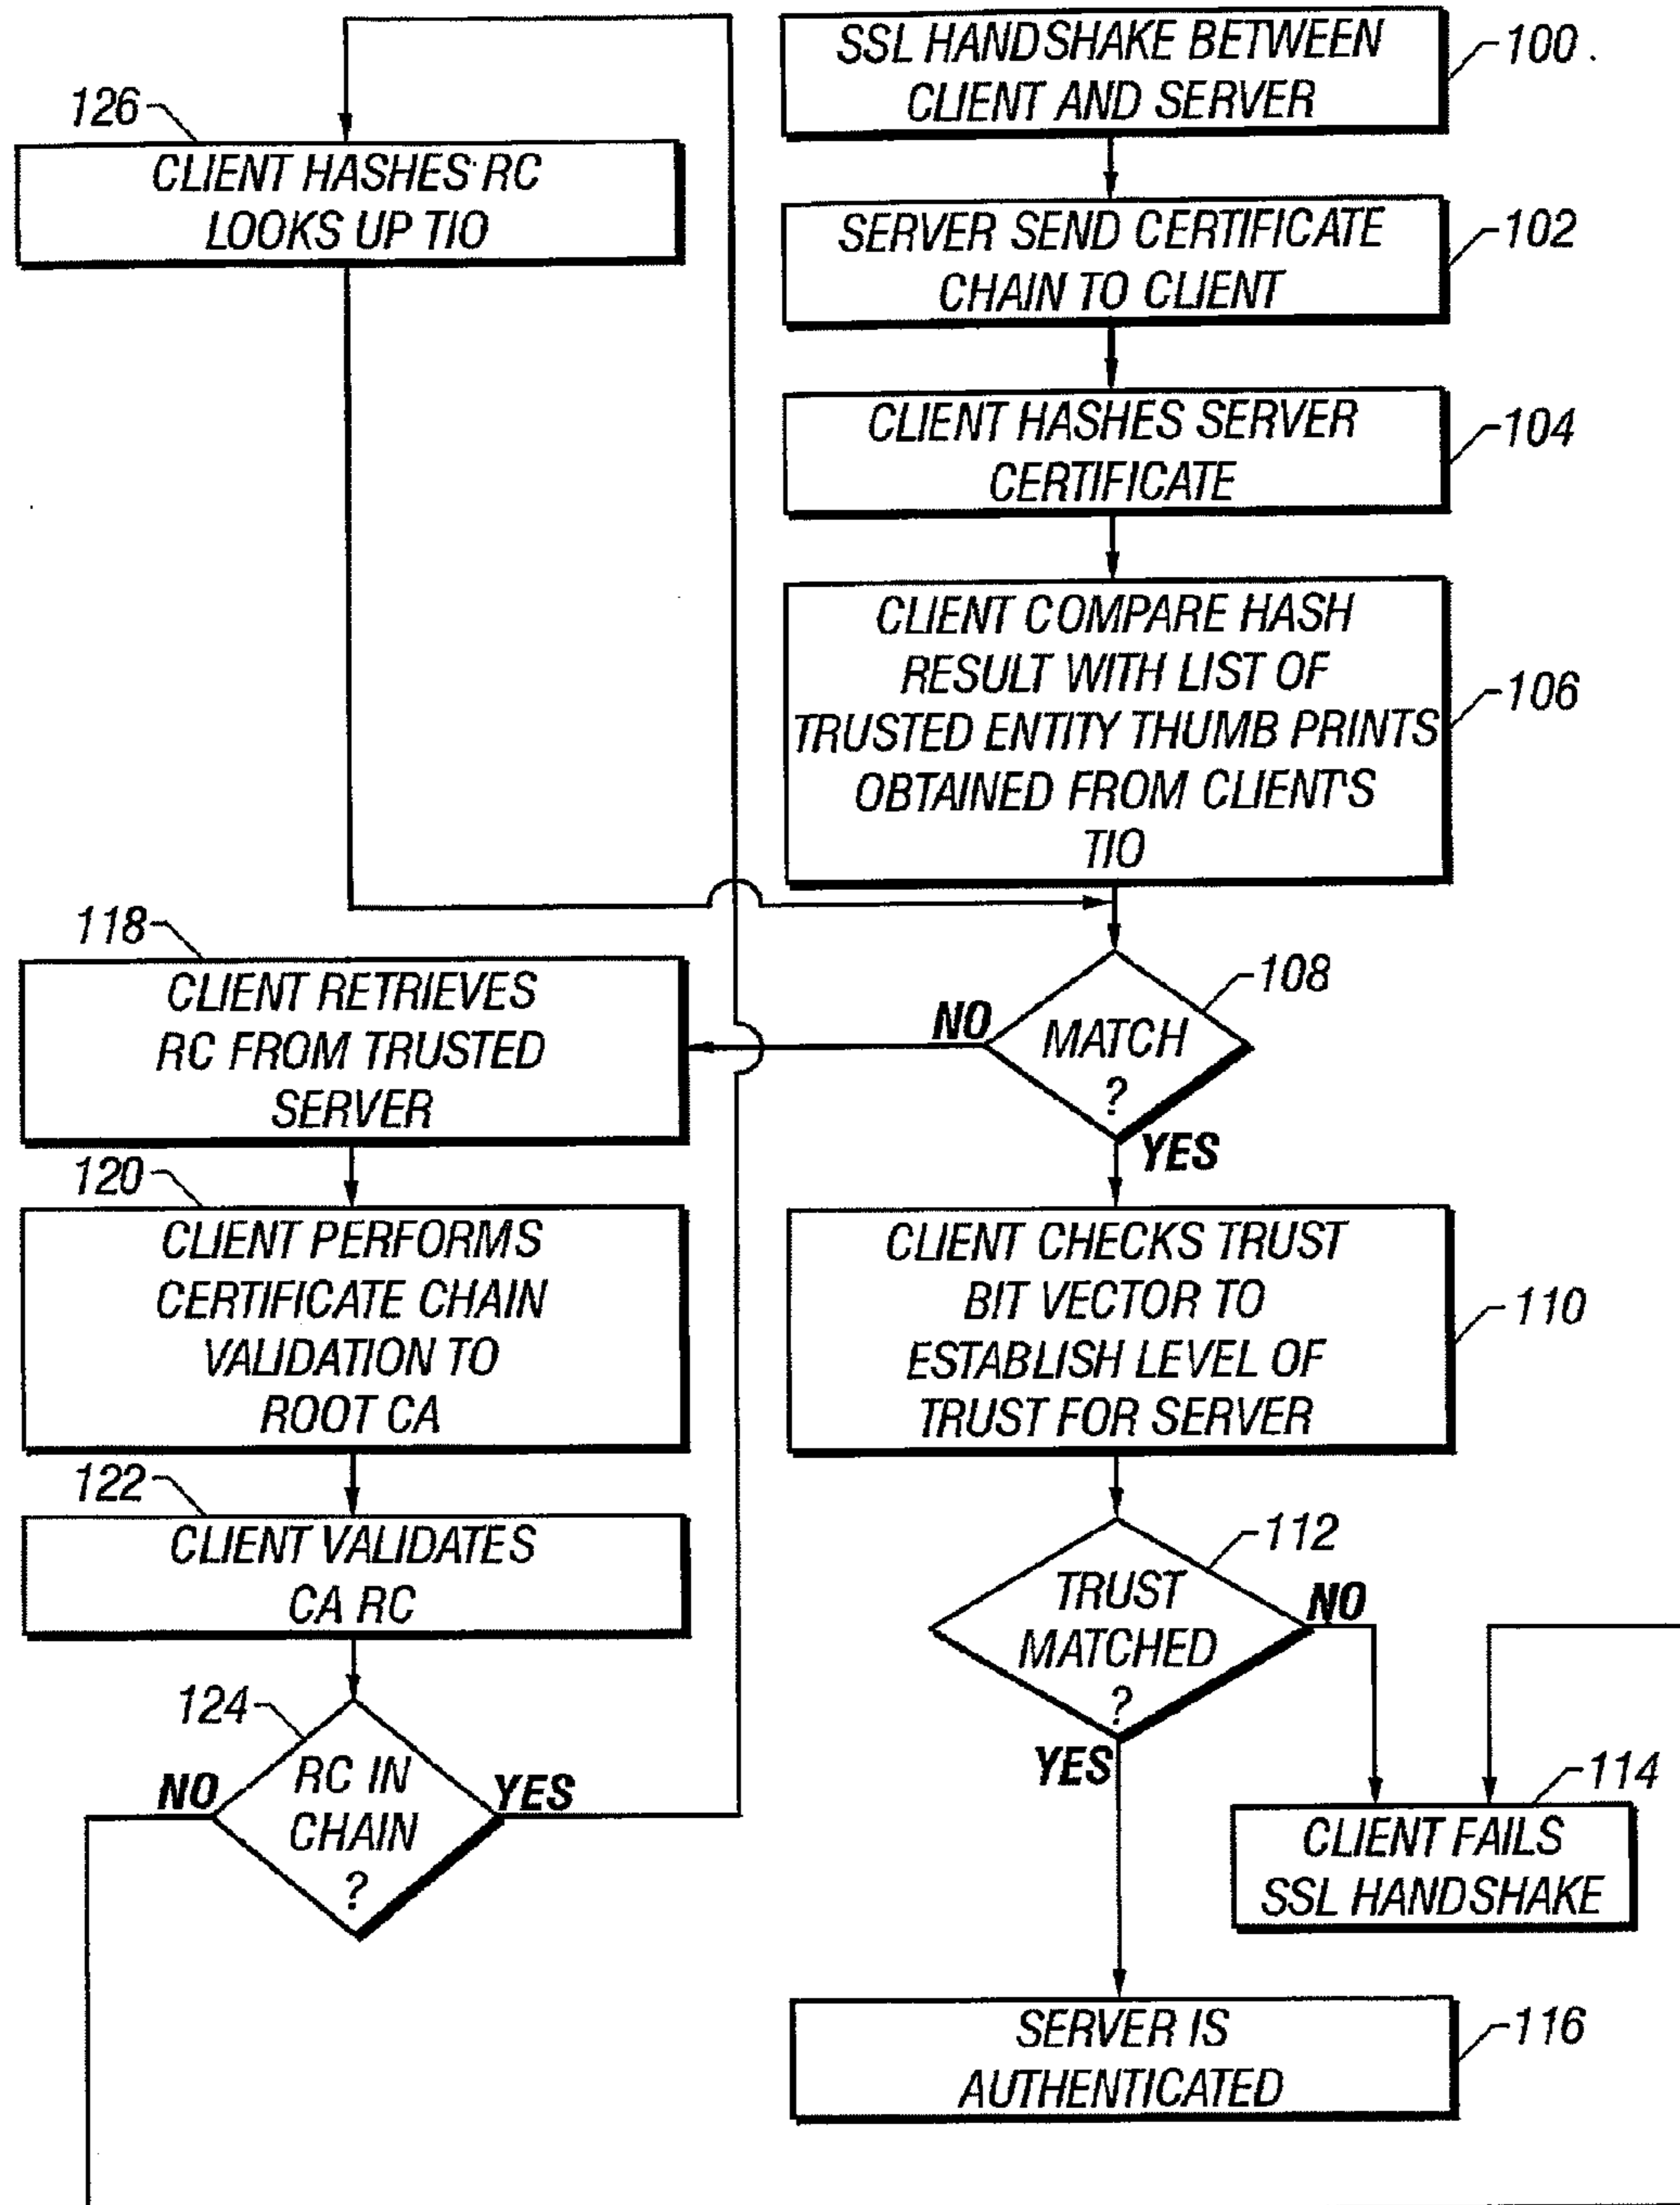 SSL HANDSHAKE BETWEEN
CLIENT AND SERVER
100
126
CLIENT HASHES RC
LOOKS UP TIO
SERVER SEND CERTIFICATE
CHAIN TO CLIENT
102
CLIENT HASHES SERVER
CERTIFICATE
104
CLIENT COMPARE HASH
RESULT WITH LIST OF
TRUSTED ENTITY THUMB PRINTS
OBTAINED FROM CLIENT'S
TIO
106
MATCH
?
108
NO
YES
118
CLIENT RETRIEVES
RC FROM TRUSTED
SERVER
120
CLIENT PERFORMS
CERTIFICATE CHAIN
VALIDATION TO
ROOT CA
122
CLIENT VALIDATES
CA RC
124
RC IN
CHAIN
?
NO
YES
CLIENT CHECKS TRUST
BIT VECTOR TO
ESTABLISH LEVEL OF
TRUST FOR SERVER
110
TRUST
MATCHED
?
112
NO
YES
114
CLIENT FAILS
SSL HANDSHAKE
SERVER IS
AUTHENTICATED
116